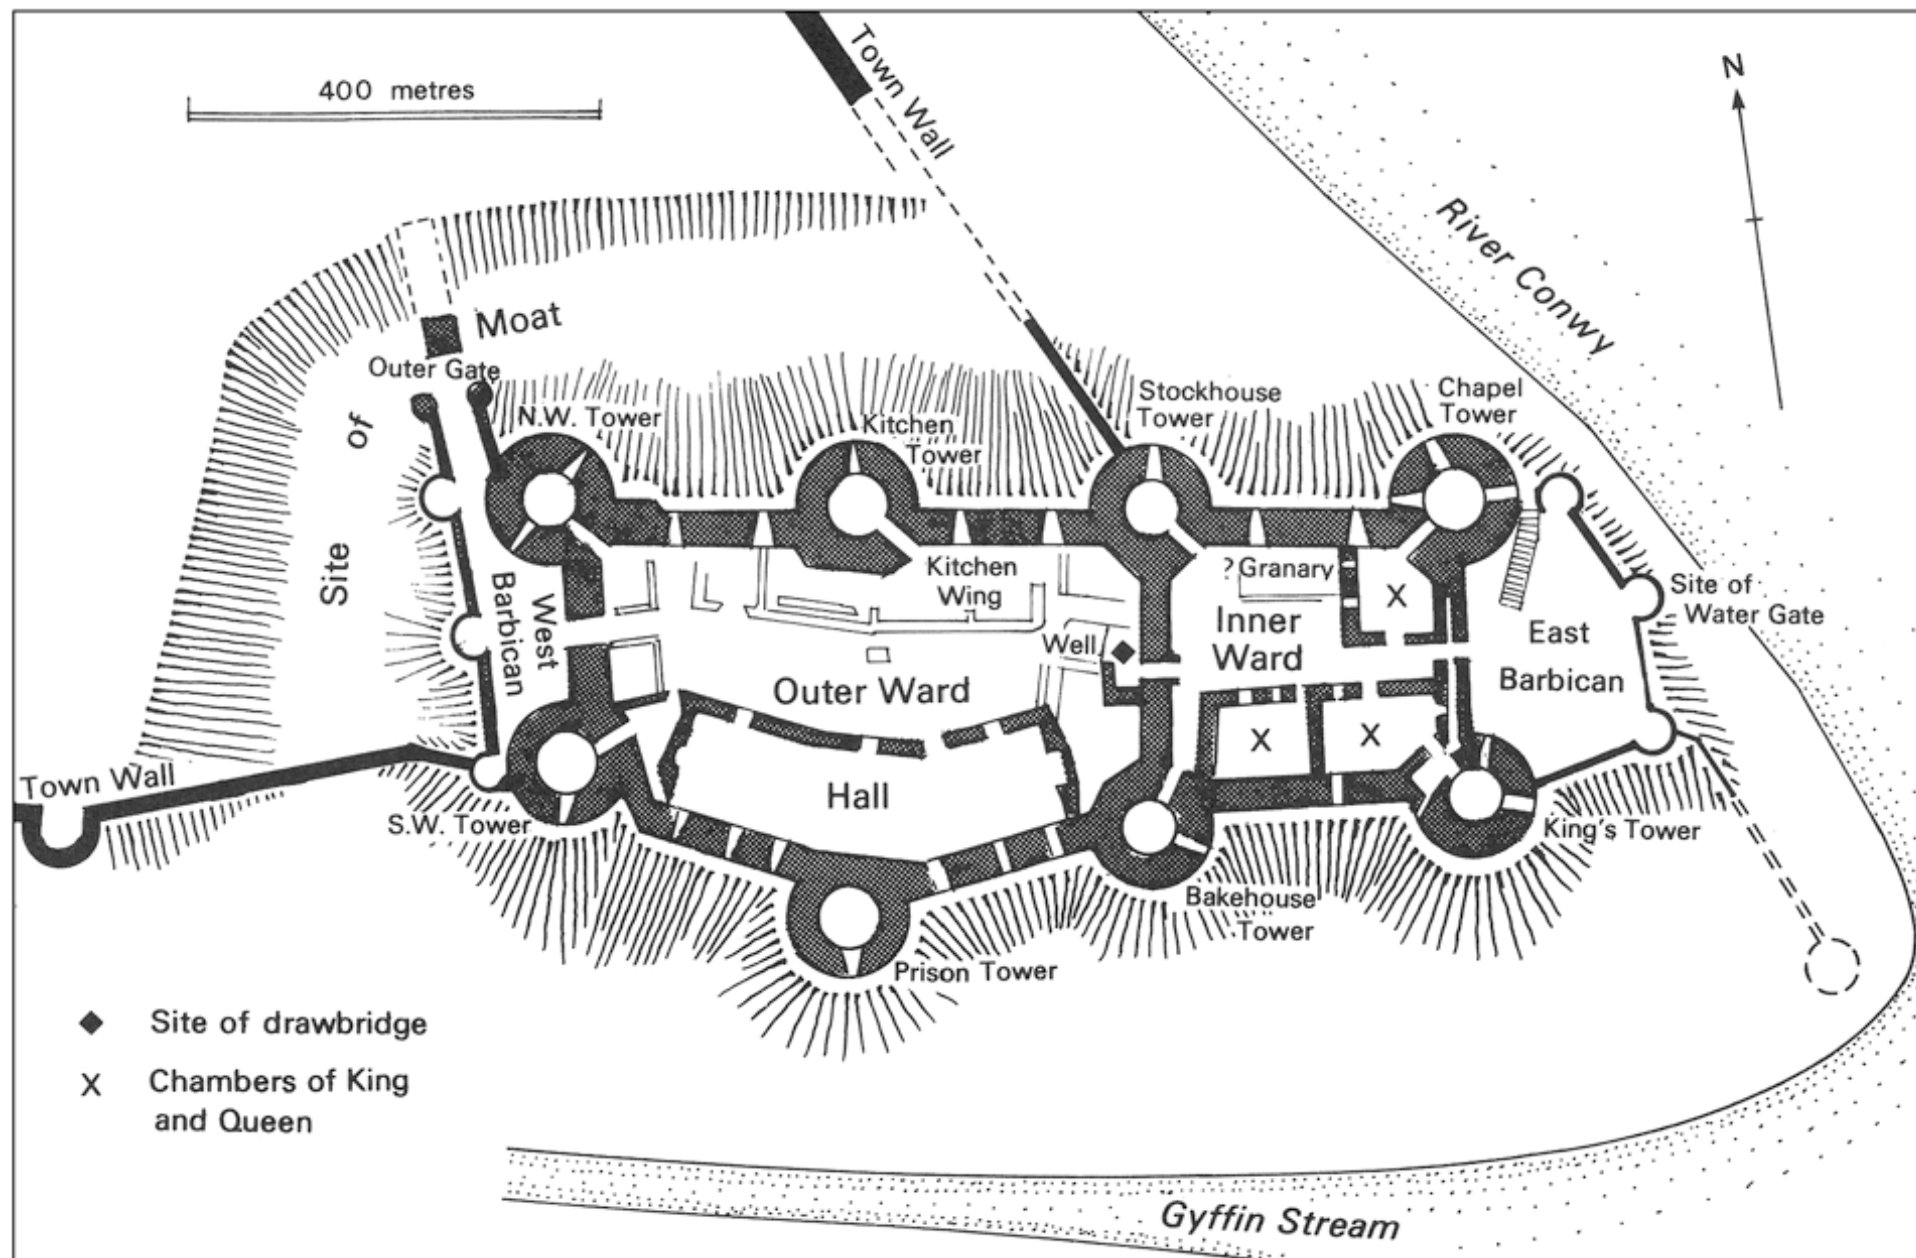 400 metres
Town Wall
N
River Conwy
Moat
Outer Gate
of
Site
N.W. Tower
Kitchen
Tower
Stockhouse
Tower
Chapel
Tower
West
Barbican
Kitchen
Wing
? Granary
X
Site of
Water Gate
Inner
Ward
East
Barbican
Well
Outer Ward
X
X
Hall
Town Wall
S.W. Tower
King's Tower
Bakehouse
Tower
Prison Tower
Site of drawbridge
X Chambers of King
and Queen
Gyffin Stream